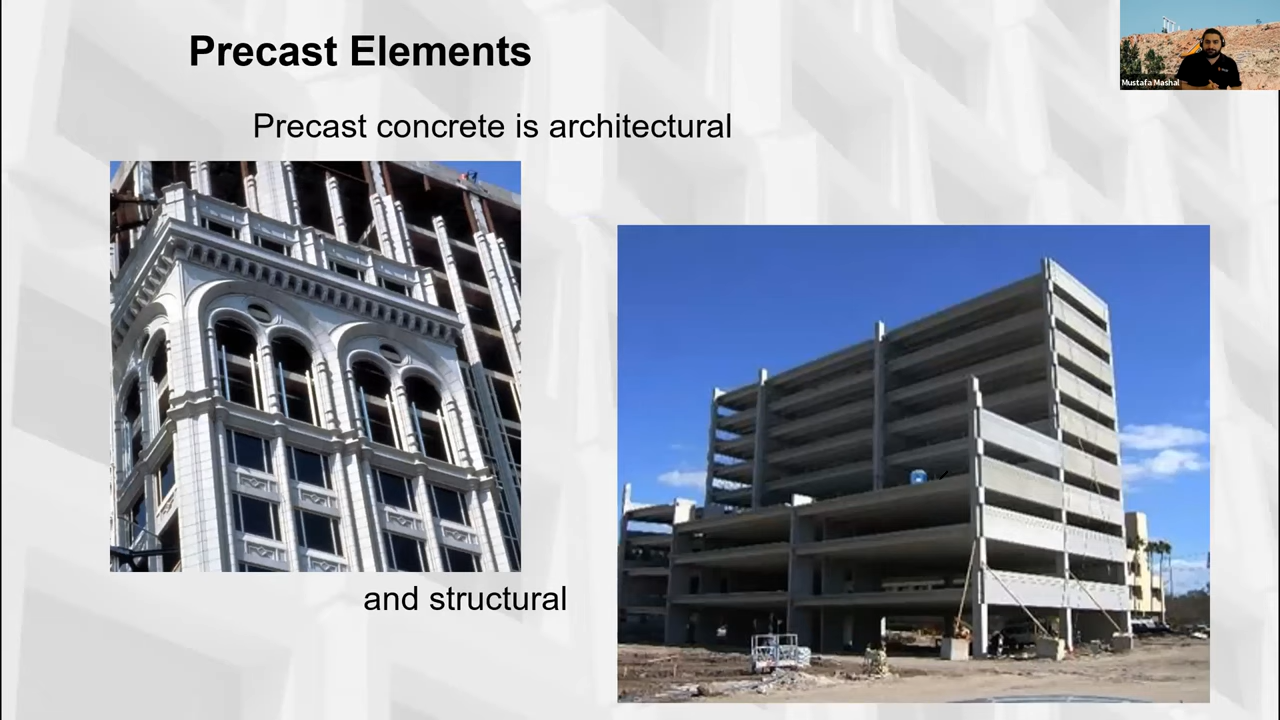 Precast Elements
Mustafa Mashal
Precast concrete is architectural
and structural